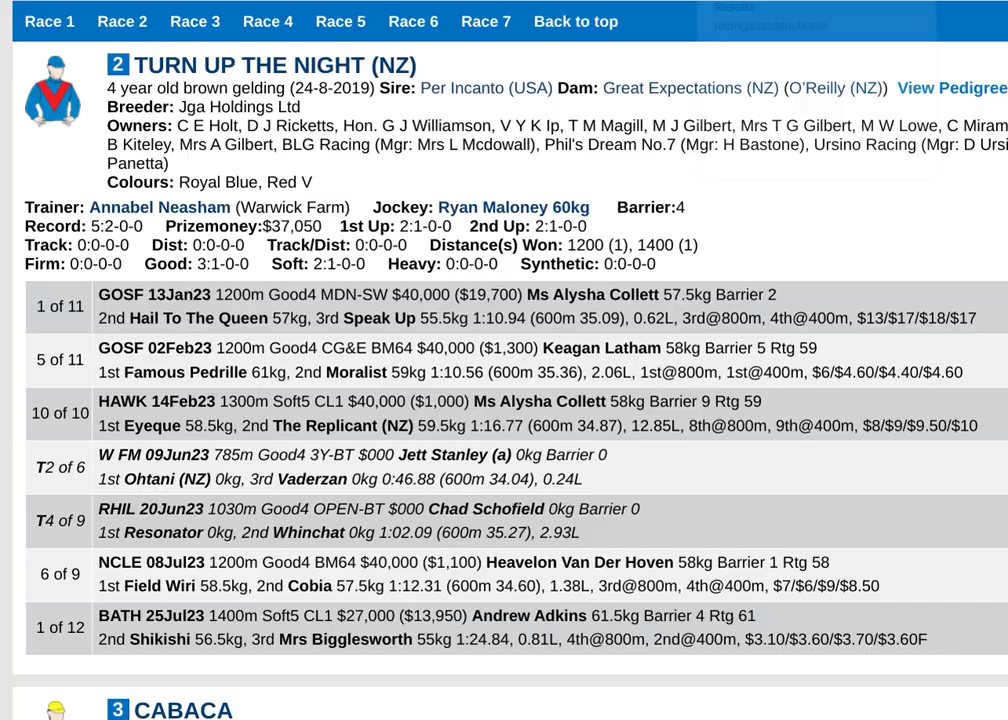 Race 1 Race 2 Race 3 Race 4 Race 5 Race 6 Race 7 Back to top
Results
2 TURN UP THE NIGHT (NZ)
4 year old brown gelding (24-8-2019) Sire: Per Incanto (USA) Dam: Great Expectations (NZ) (O'Reilly (NZ)) View Pedigree
Breeder: Jga Holdings Ltd
Owners: C E Holt, D J Ricketts, Hon. G J Williamson, V Y K Ip, T M Magill, M J Gilbert, Mrs T G Gilbert, M W Lowe, C Miram
B Kiteley, Mrs A Gilbert, BLG Racing (Mgr: Mrs L Mcdowall), Phil's Dream No.7 (Mgr: H Bastone), Ursino Racing (Mgr: D Ursi
Panetta)
Colours: Royal Blue, Red V
Trainer: Annabel Neasham (Warwick Farm) Jockey: Ryan Maloney 60kg Barrier:4
Record: 5:2-0-0 Prizemoney:$37,050 1st Up: 2:1-0-0 2nd Up: 2:1-0-0
Track: 0:0-0-0 Dist: 0:0-0-0 Track/Dist: 0:0-0-0 Distance(s) Won: 1200 (1), 1400 (1)
Firm: 0:0-0-0 Good: 3:1-0-0 Soft: 2:1-0-0 Heavy: 0:0-0-0 Synthetic: 0:0-0-0
1 of 11 GOSF 13Jan23 1200m Good4 MDN-SW $40,000 ($19,700) Ms Alysha Collett 57.5kg Barrier 2
2nd Hail To The Queen 57kg, 3rd Speak Up 55.5kg 1:10.94 (600m 35.09), 0.62L, 3rd@800m, 4th@400m, $13/$17/$18/$17
5 of 11 GOSF 02Feb23 1200m Good4 CG&E BM64 $40,000 ($1,300) Keagan Latham 58kg Barrier 5 Rtg 59
1st Famous Pedrille 61kg, 2nd Moralist 59kg 1:10.56 (600m 35.36), 2.06L, 1st@800m, 1st@400m, $6/$4.60/$4.40/$4.60
10 of 10 HAWK 14Feb23 1300m Soft5 CL1 $40,000 ($1,000) Ms Alysha Collett 58kg Barrier 9 Rtg 59
1st Eyeque 58.5kg, 2nd The Replicant (NZ) 59.5kg 1:16.77 (600m 34.87), 12.85L, 8th@800m, 9th@400m, $8/$9/$9.50/$10
T2 of 6 W FM 09Jun23 785m Good4 3Y-BT $000 Jett Stanley (a) 0kg Barrier 0
1st Ohtani (NZ) 0kg, 3rd Vaderzan 0kg 0:46.88 (600m 34.04), 0.24L
T4 of 9 RHIL 20Jun23 1030m Good4 OPEN-BT $000 Chad Schofield 0kg Barrier 0
1st Resonator 0kg, 2nd Whinchat 0kg 1:02.09 (600m 35.27), 2.93L
6 of 9 NCLE 08Jul23 1200m Good4 BM64 $40,000 ($1,100) Heavelon Van Der Hoven 58kg Barrier 1 Rtg 58
1st Field Wiri 58.5kg, 2nd Cobia 57.5kg 1:12.31 (600m 34.60), 1.38L, 3rd@800m, 4th@400m, $7/$6/$9/$8.50
1 of 12 BATH 25Jul23 1400m Soft5 CL1 $27,000 ($13,950) Andrew Adkins 61.5kg Barrier 4 Rtg 61
2nd Shikishi 56.5kg, 3rd Mrs Bigglesworth 55kg 1:24.84, 0.81L, 4th@800m, 2nd@400m, $3.10/$3.60/$3.70/$3.60F
3 CABACA